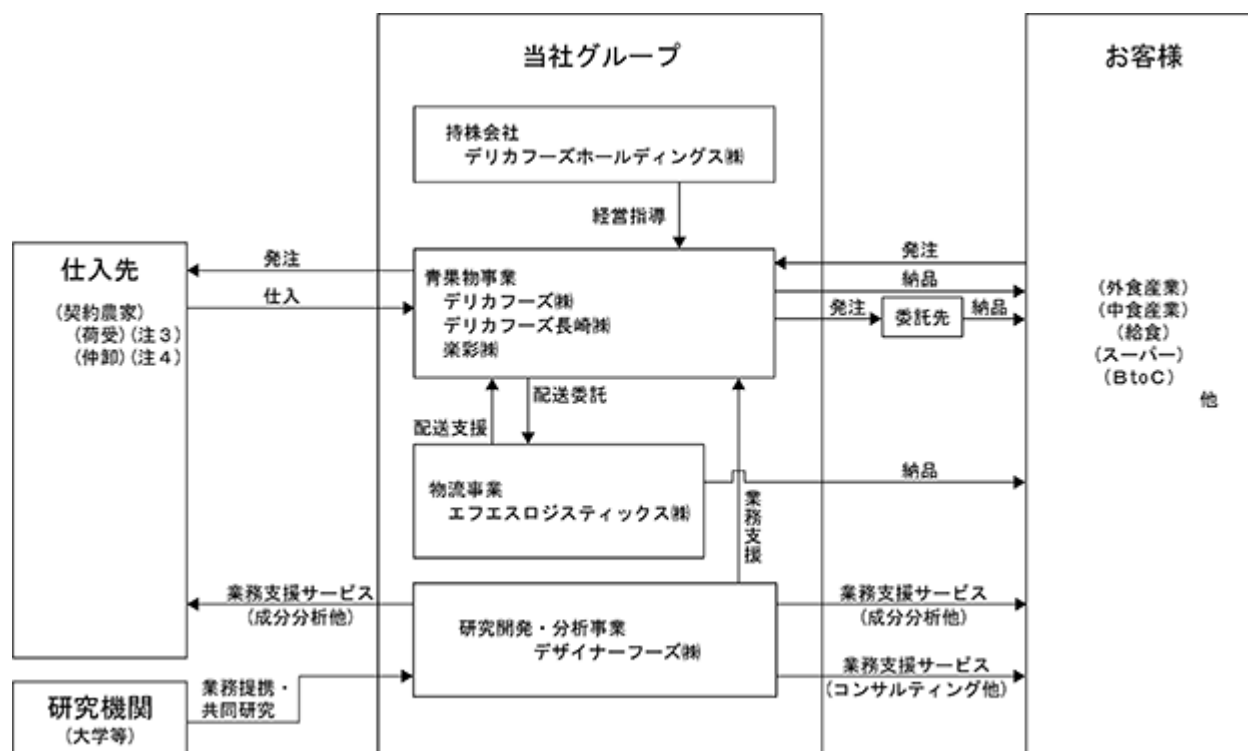 当社グループ
お客様
持株会社
デリカフーズホールディングス㈱
経営指導
仕入先
(契約農家)
(荷受)(注3)
(仲卸)(注4)
発注
仕入
青果物事業
デリカフーズ㈱
デリカフーズ長崎㈱
楽彩㈱
発注
納品
発注
委託先
納品
(外食産業)
(中食産業)
(給食)
(スーパー)
(BtoC)
他
配送委託
配送支援
物流事業
エフエスロジスティックス㈱
納品
業務支援
業務支援サービス
(成分分析他)
研究開発・分析事業
デザイナーフーズ㈱
業務支援サービス
(成分分析他)
業務支援サービス
(コンサルティング他)
研究機関
(大学等)
業務提携・
共同研究